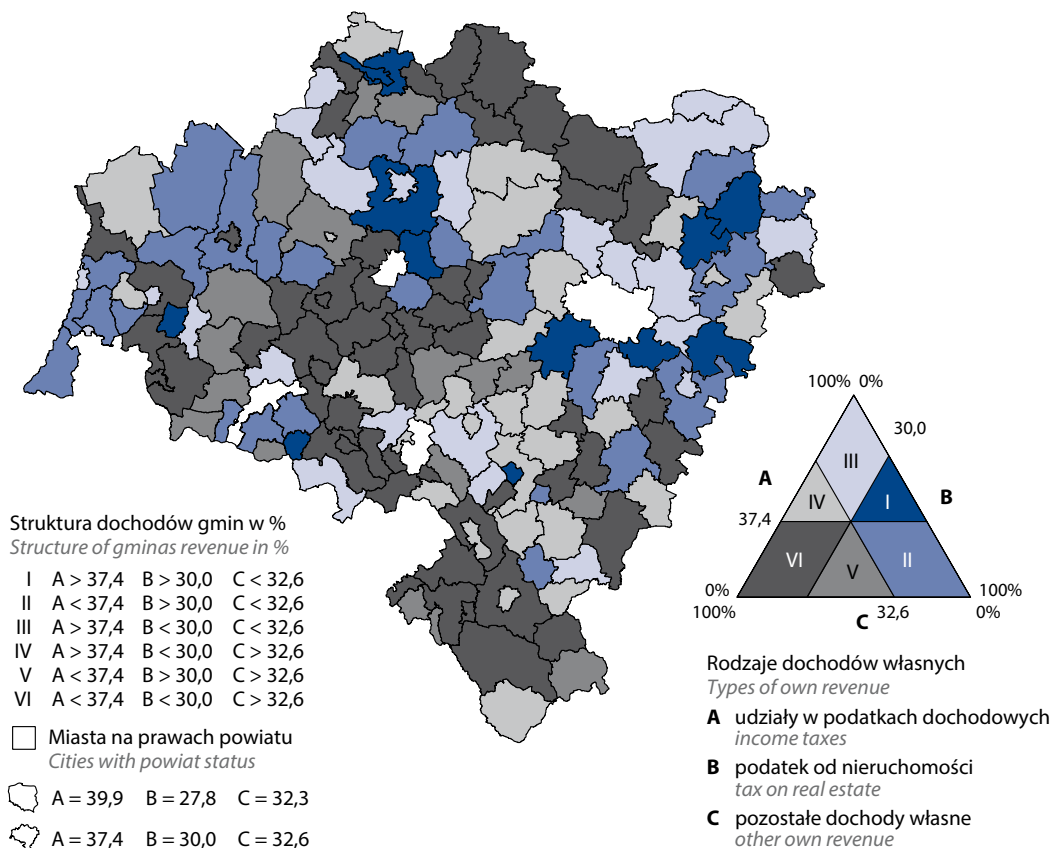 Struktura dochodów gmin w %
Structure of gminas revenue in %
I A > 37,4 B > 30,0 C < 32,6
II A < 37,4 B > 30,0 C < 32,6
III A > 37,4 B < 30,0 C < 32,6
IV A > 37,4 B < 30,0 C > 32,6
V A < 37,4 B > 30,0 C > 32,6
VI A < 37,4 B < 30,0 C > 32,6
Miasta na prawach powiatu
Cities with powiat status
A = 39,9 B = 27,8 C = 32,3
A = 37,4 B = 30,0 C = 32,6
100% 0%
30,0
III
A
B
IV
I
37,4
VI
V
II
0%
100%
100%
0%
32,6
C
Rodzaje dochodów własnych
Types of own revenue
A udziały w podatkach dochodowych
income taxes
B podatek od nieruchomości
tax on real estate
C pozostałe dochody własne
other own revenue